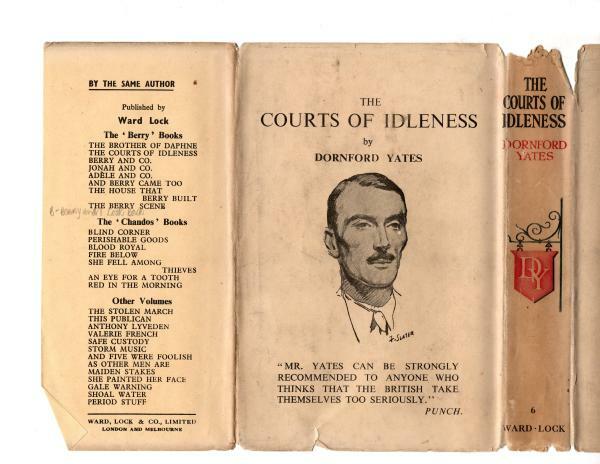 BY THE SAME AUTHOR
Published by
Ward Lock
The 'Berry' Books
THE BROTHER OF DAPHNE
THE COURTS OF IDLENESS
BERRY AND CO.
JONAH AND CO.
ADÈLE AND CO.
AND BERRY CAME TOO
THE HOUSE THAT
BERRY BUILT
THE BERRY SCENE
B-Berry and I Look Back
The 'Chandos' Books
BLIND CORNER
PERISHABLE GOODS
BLOOD ROYAL
FIRE BELOW
SHE FELL AMONG
THIEVES
AN EYE FOR A TOOTH
RED IN THE MORNING
Other Volumes
THE STOLEN MARCH
THIS PUBLICAN
ANTHONY LYVEDEN
VALERIE FRENCH
SAFE CUSTODY
STORM MUSIC
AND FIVE WERE FOOLISH
AS OTHER MEN ARE
MAIDEN STAKES
SHE PAINTED HER FACE
GALE WARNING
SHOAL WATER
PERIOD STUFF
WARD, LOCK & CO., LIMITED
LONDON AND MELBOURNE
THE
COURTS OF IDLENESS
by
DORNFORD YATES
F. SLATER
"MR. YATES CAN BE STRONGLY
RECOMMENDED TO ANYONE WHO
THINKS THAT THE BRITISH TAKE
THEMSELVES TOO SERIOUSLY."
PUNCH.
THE
COURTS OF
IDLENESS
DORNFORD
YATES
DY
6
WARD·LOCK